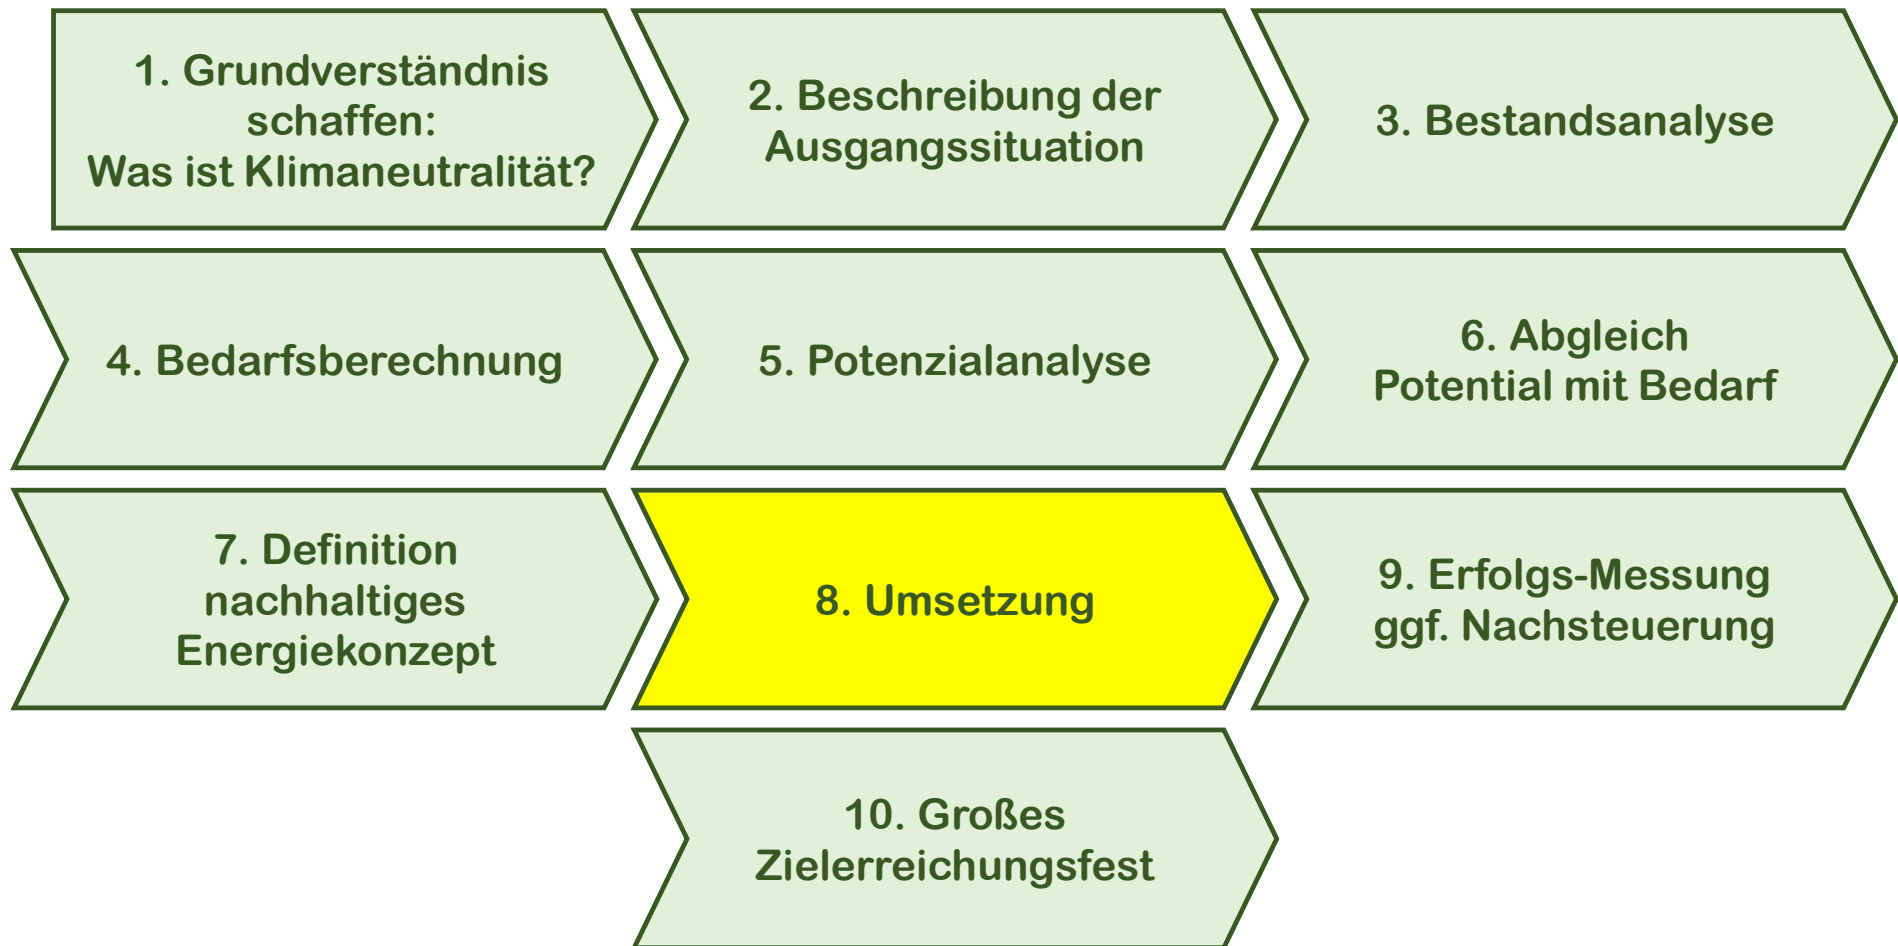 1. Grundverständnis
schaffen:
Was ist Klimaneutralität?
2. Beschreibung der
Ausgangssituation
3. Bestandsanalyse
4. Bedarfsberechnung
5. Potenzialanalyse
6. Abgleich
Potential mit Bedarf
7. Definition
nachhaltiges
Energiekonzept
8. Umsetzung
9. Erfolgs-Messung
ggf. Nachsteuerung
10. Großes
Zielerreichungsfest